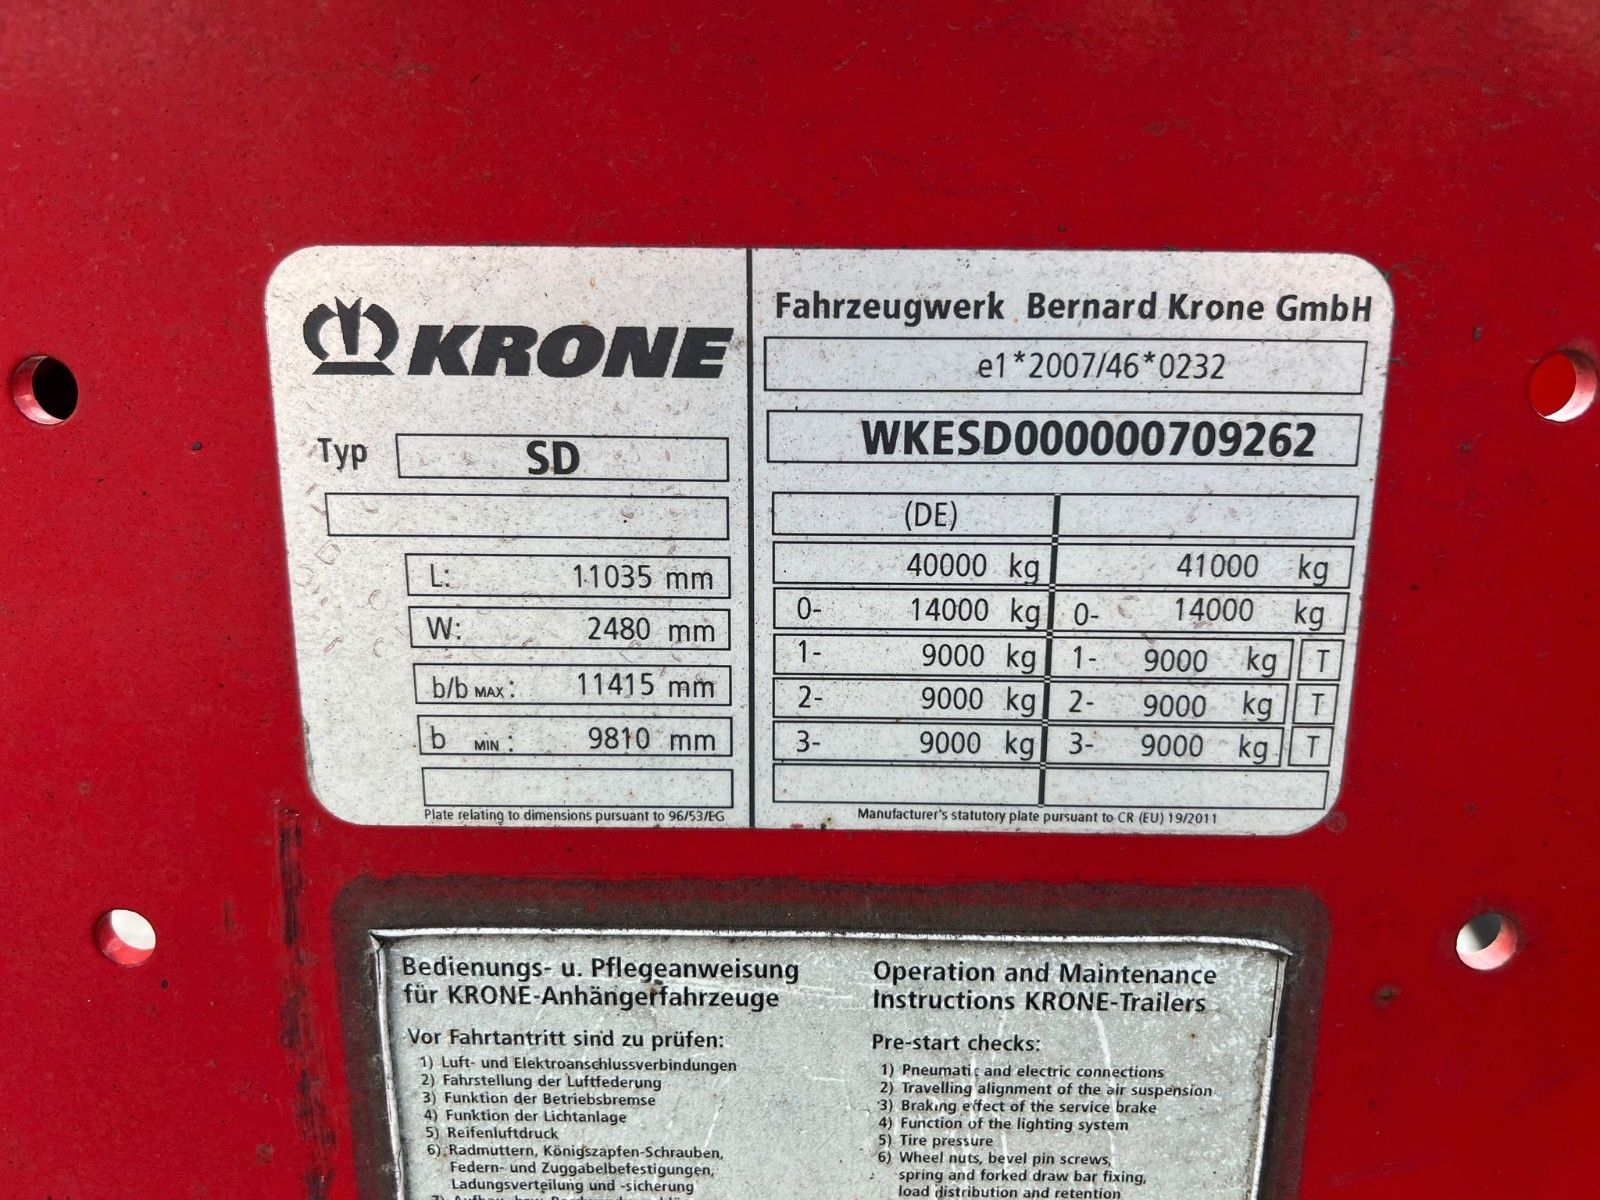 KRONE
Typ SD
L: 11035 mm
W: 2480 mm
b/b MAX: 11415 mm
b MIN: 9810 mm
Plate relating to dimensions pursuant to 96/53/EG
Fahrzeugwerk Bernard Krone GmbH
e1*2007/46*0232
WKESD000000709262
(DE)
40000 kg 41000 kg
0- 14000 kg 0- 14000 kg
1- 9000 kg 1- 9000 kg T
2- 9000 kg 2- 9000 kg T
3- 9000 kg 3- 9000 kg T
Manufacturer's statutory plate pursuant to CR (EU) 19/2011
Bedienungs- u. Pflegeanweisung
für KRONE-Anhängerfahrzeuge
Vor Fahrtantritt sind zu prüfen:
1) Luft- und Elektroanschlussverbindungen
2) Fahrstellung der Luftfederung
3) Funktion der Betriebsbremse
4) Funktion der Lichtanlage
5) Reifenluftdruck
6) Radmuttern, Königszapfen-Schrauben,
Federn- und Zuggabelbefestigungen,
Ladungsverteilung und -sicherung
Operation and Maintenance
Instructions KRONE-Trailers
Pre-start checks:
1) Pneumatic and electric connections
2) Travelling alignment of the air suspension
3) Braking effect of the service brake
4) Function of the lighting system
5) Tire pressure
6) Wheel nuts, bevel pin screws,
spring and forked draw bar fixing,
load distribution and retention